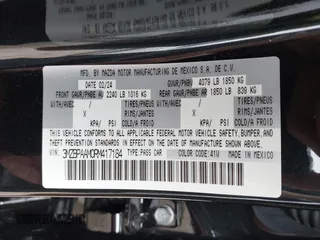 MFD. BY MAZDA MOTOR MANUFACTURING DE MEXICO S.A. DE C.V.
DATE 02/24 GVWR/PNBV 4079 LB 1850 KG
FRONT GAWR/PNBE AV 2240 LB 1016 KG REAR GAWR/PNBE AR 1850 LB 839 KG
WITH/AVEC TIRES/PNEUS WITH/AVEC TIRES/PNEUS
X RIMS/JANTES X RIMS/JANTES
KPA/ PSI COLD/A FROID KPA/ PSI COLD/A FROID
THIS VEHICLE CONFORMS TO ALL APPLICABLE FEDERAL MOTOR VEHICLE SAFETY, BUMPER, AND THEFT PREVENTION STANDARDS IN EFFECT ON THE DATE OF MANUFACTURE SHOWN ABOVE.
TYPE PASS CAR
COLOR CODE: 41W MEXICO